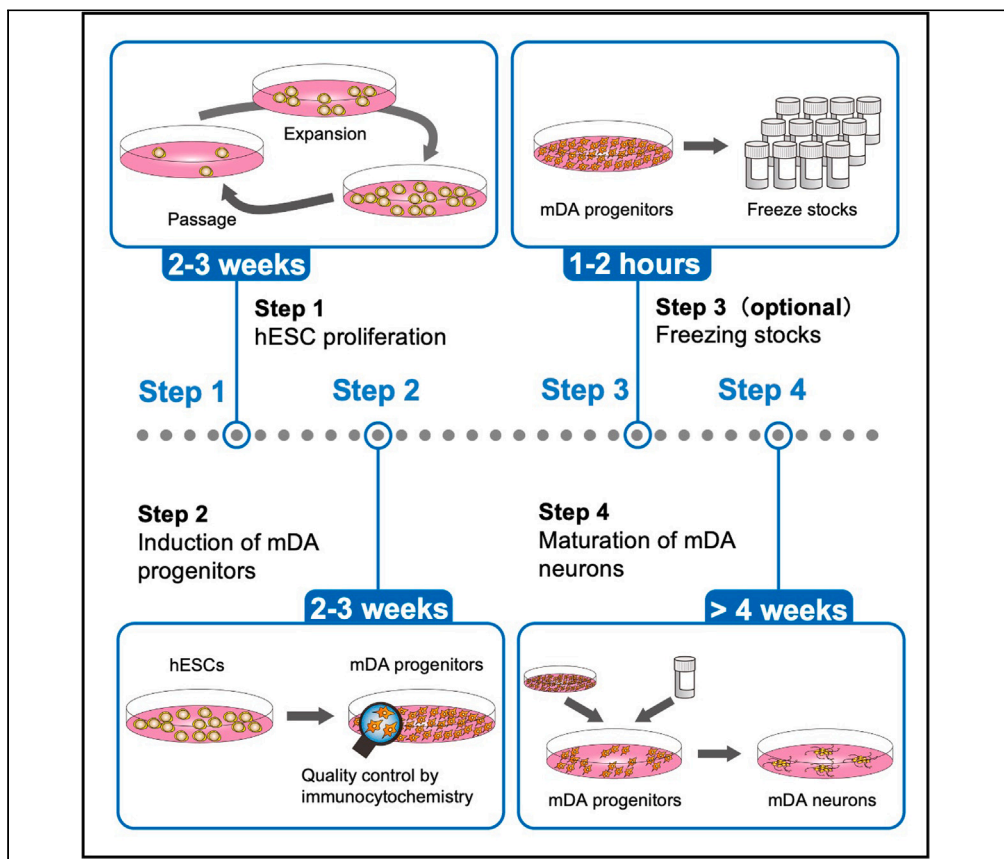 Expansion
Passage
2-3 weeks
mDA progenitors
Freeze stocks
1-2 hours
Step 1
hESC proliferation
Step 3（optional）
Freezing stocks
Step 1
Step 2
Step 3
Step 4
Step 2
Induction of mDA
progenitors
Step 4
Maturation of mDA
neurons
2-3 weeks
hESCs
mDA progenitors
Quality control by
immunocytochemistry
> 4 weeks
mDA progenitors
mDA neurons